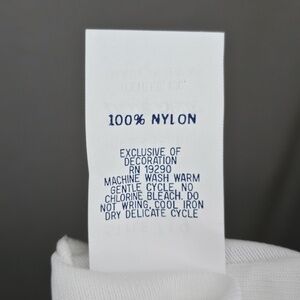 100% NYLON
EXCLUSIVE OF
DECORATION
RN 19290
MACHINE WASH WARM
GENTLE CYCLE, NO
CHLORINE BLEACH. DO
NOT WRING, COOL IRON
DRY DELICATE CYCLE